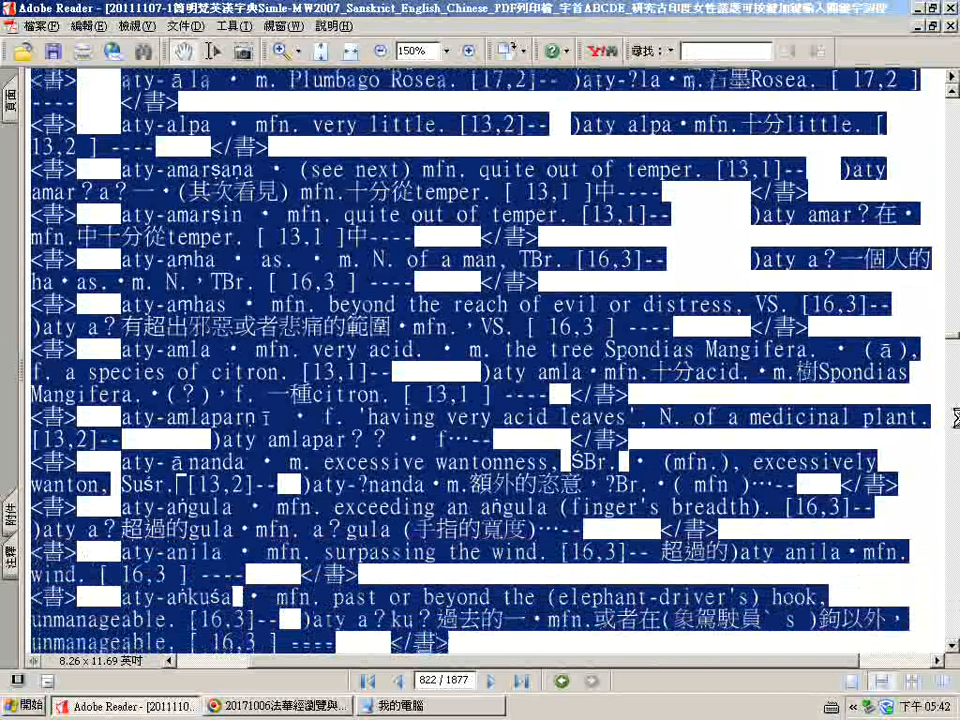 Adobe Reader - [20111107-1簡明梵英漢字典Simle-MW2007_Sanskrict_English_Chinese_PDF列印檔_字首ABCDE_研究古印度女性議題可按
檔案(F) 編輯(E) 檢視(V) 文件(D) 工具(T) 視窗(W) 說明(H)
150% 尋找：
頁面
附件
注釋
<書> aty-āla・m. Plumbago Rosea. [17,2]-- )aty-?la・m.石墨Rosea. [ 17,2 ]
---- </書>
<書> aty-alpa ・ mfn. very little. [13,2]-- )aty alpa・mfn.十分little. [
13,2 ] ---- </書>
<書> aty-amarṣaṇa ・ (see next) mfn. quite out of temper. [13,1]-- )aty
amar？a？一・(其次看見) mfn.十分從temper. [ 13,1 ]中---- </書>
<書> aty-amarṣin ・ mfn. quite out of temper. [13,1]-- )aty amar？在・
mfn.中十分從temper. [ 13.1 ]中---- </書>
<書> aty-aṃha ・ as. ・ m. N. of a man, TBr. [16,3]-- )aty a？一個人的
ha・as.・m. N.，TBr. [ 16,3 ] ---- </書>
<書> aty-aṃhas ・ mfn. beyond the reach of evil or distress, VS. [16,3]--
)aty a？有超出邪惡或者悲痛的範圍・mfn.，VS. [ 16,3 ] ---- </書>
<書> aty-amla ・ mfn. very acid. ・ m. the tree Spondias Mangifera. ・ (ā),
f. a species of citron. [13,1]-- )aty amla・mfn.十分acid.・m.樹Spondias
Mangifera.・(？)，f. 一種citron. [ 13,1 ] ---- </書>
<書> aty-amlaparṇī ・ f. 'having very acid leaves', N. of a medicinal plant.
[13,2]-- )aty amlapar？？ ・ f…-- </書>
<書> aty-ānanda ・ m. excessive wantonness, ŚBr. ・ (mfn.), excessively
wanton, Suśr. [13,2]-- )aty-?nanda・m.額外的恣意，?Br.・( mfn )…-- </書>
<書> aty-aṅgula ・ mfn. exceeding an aṅgula (finger's breadth). [16,3]--
)aty a？超過的gula・mfn. a？gula (手指的寬度)…-- </書>
<書> aty-anila ・ mfn. surpassing the wind. [16,3]-- 超過的)aty anila・mfn.
wind. [ 16,3 ] ---- </書>
<書> aty-aṅkuśa ・ mfn. past or beyond the (elephant-driver's) hook,
unmanageable. [16,3]-- )aty a？ku？過去的一・mfn.或者在(象駕駛員`s )鉤以外，
unmanageable. [ 16,3 ] ---- </書>
8.26 x 11.69 英吋
822 / 1877
開始 Adobe Reader - [2011110... 20171006法華經瀏覽與... 我的電腦 下午 05:42